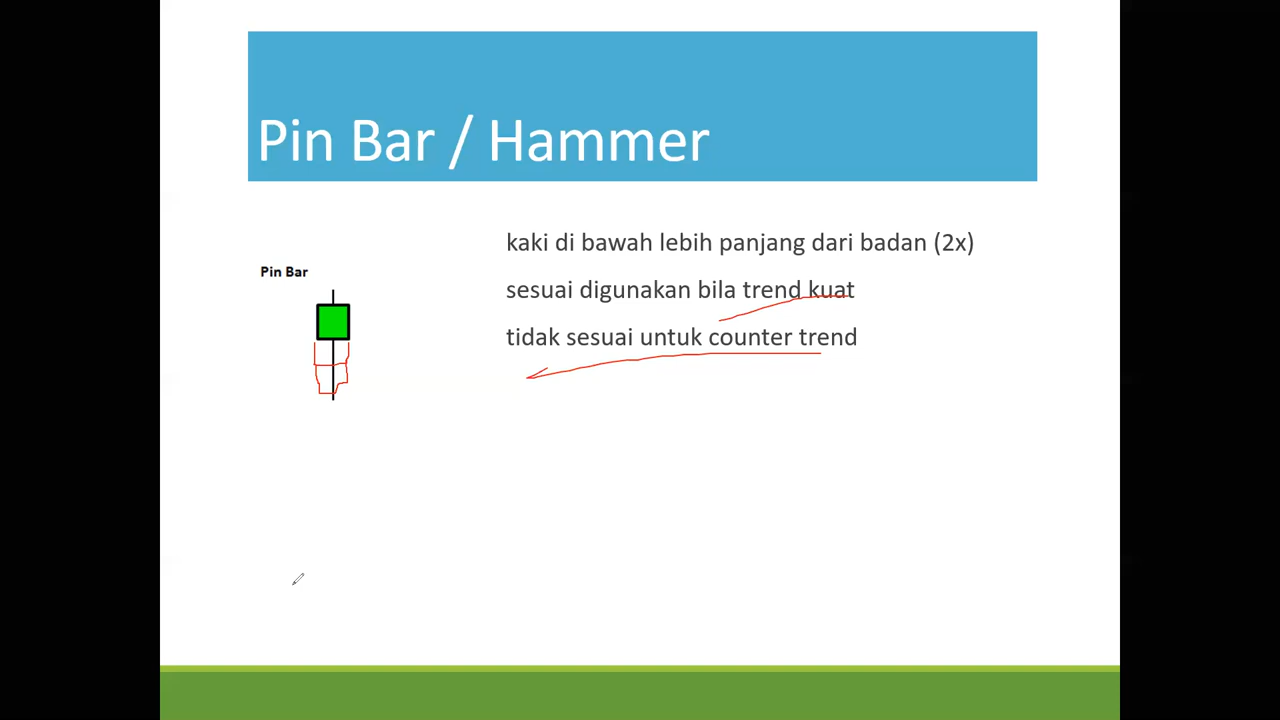 Pin Bar / Hammer
kaki di bawah lebih panjang dari badan (2x)
Pin Bar
sesuai digunakan bila trend kuat
tidak sesuai untuk counter trend